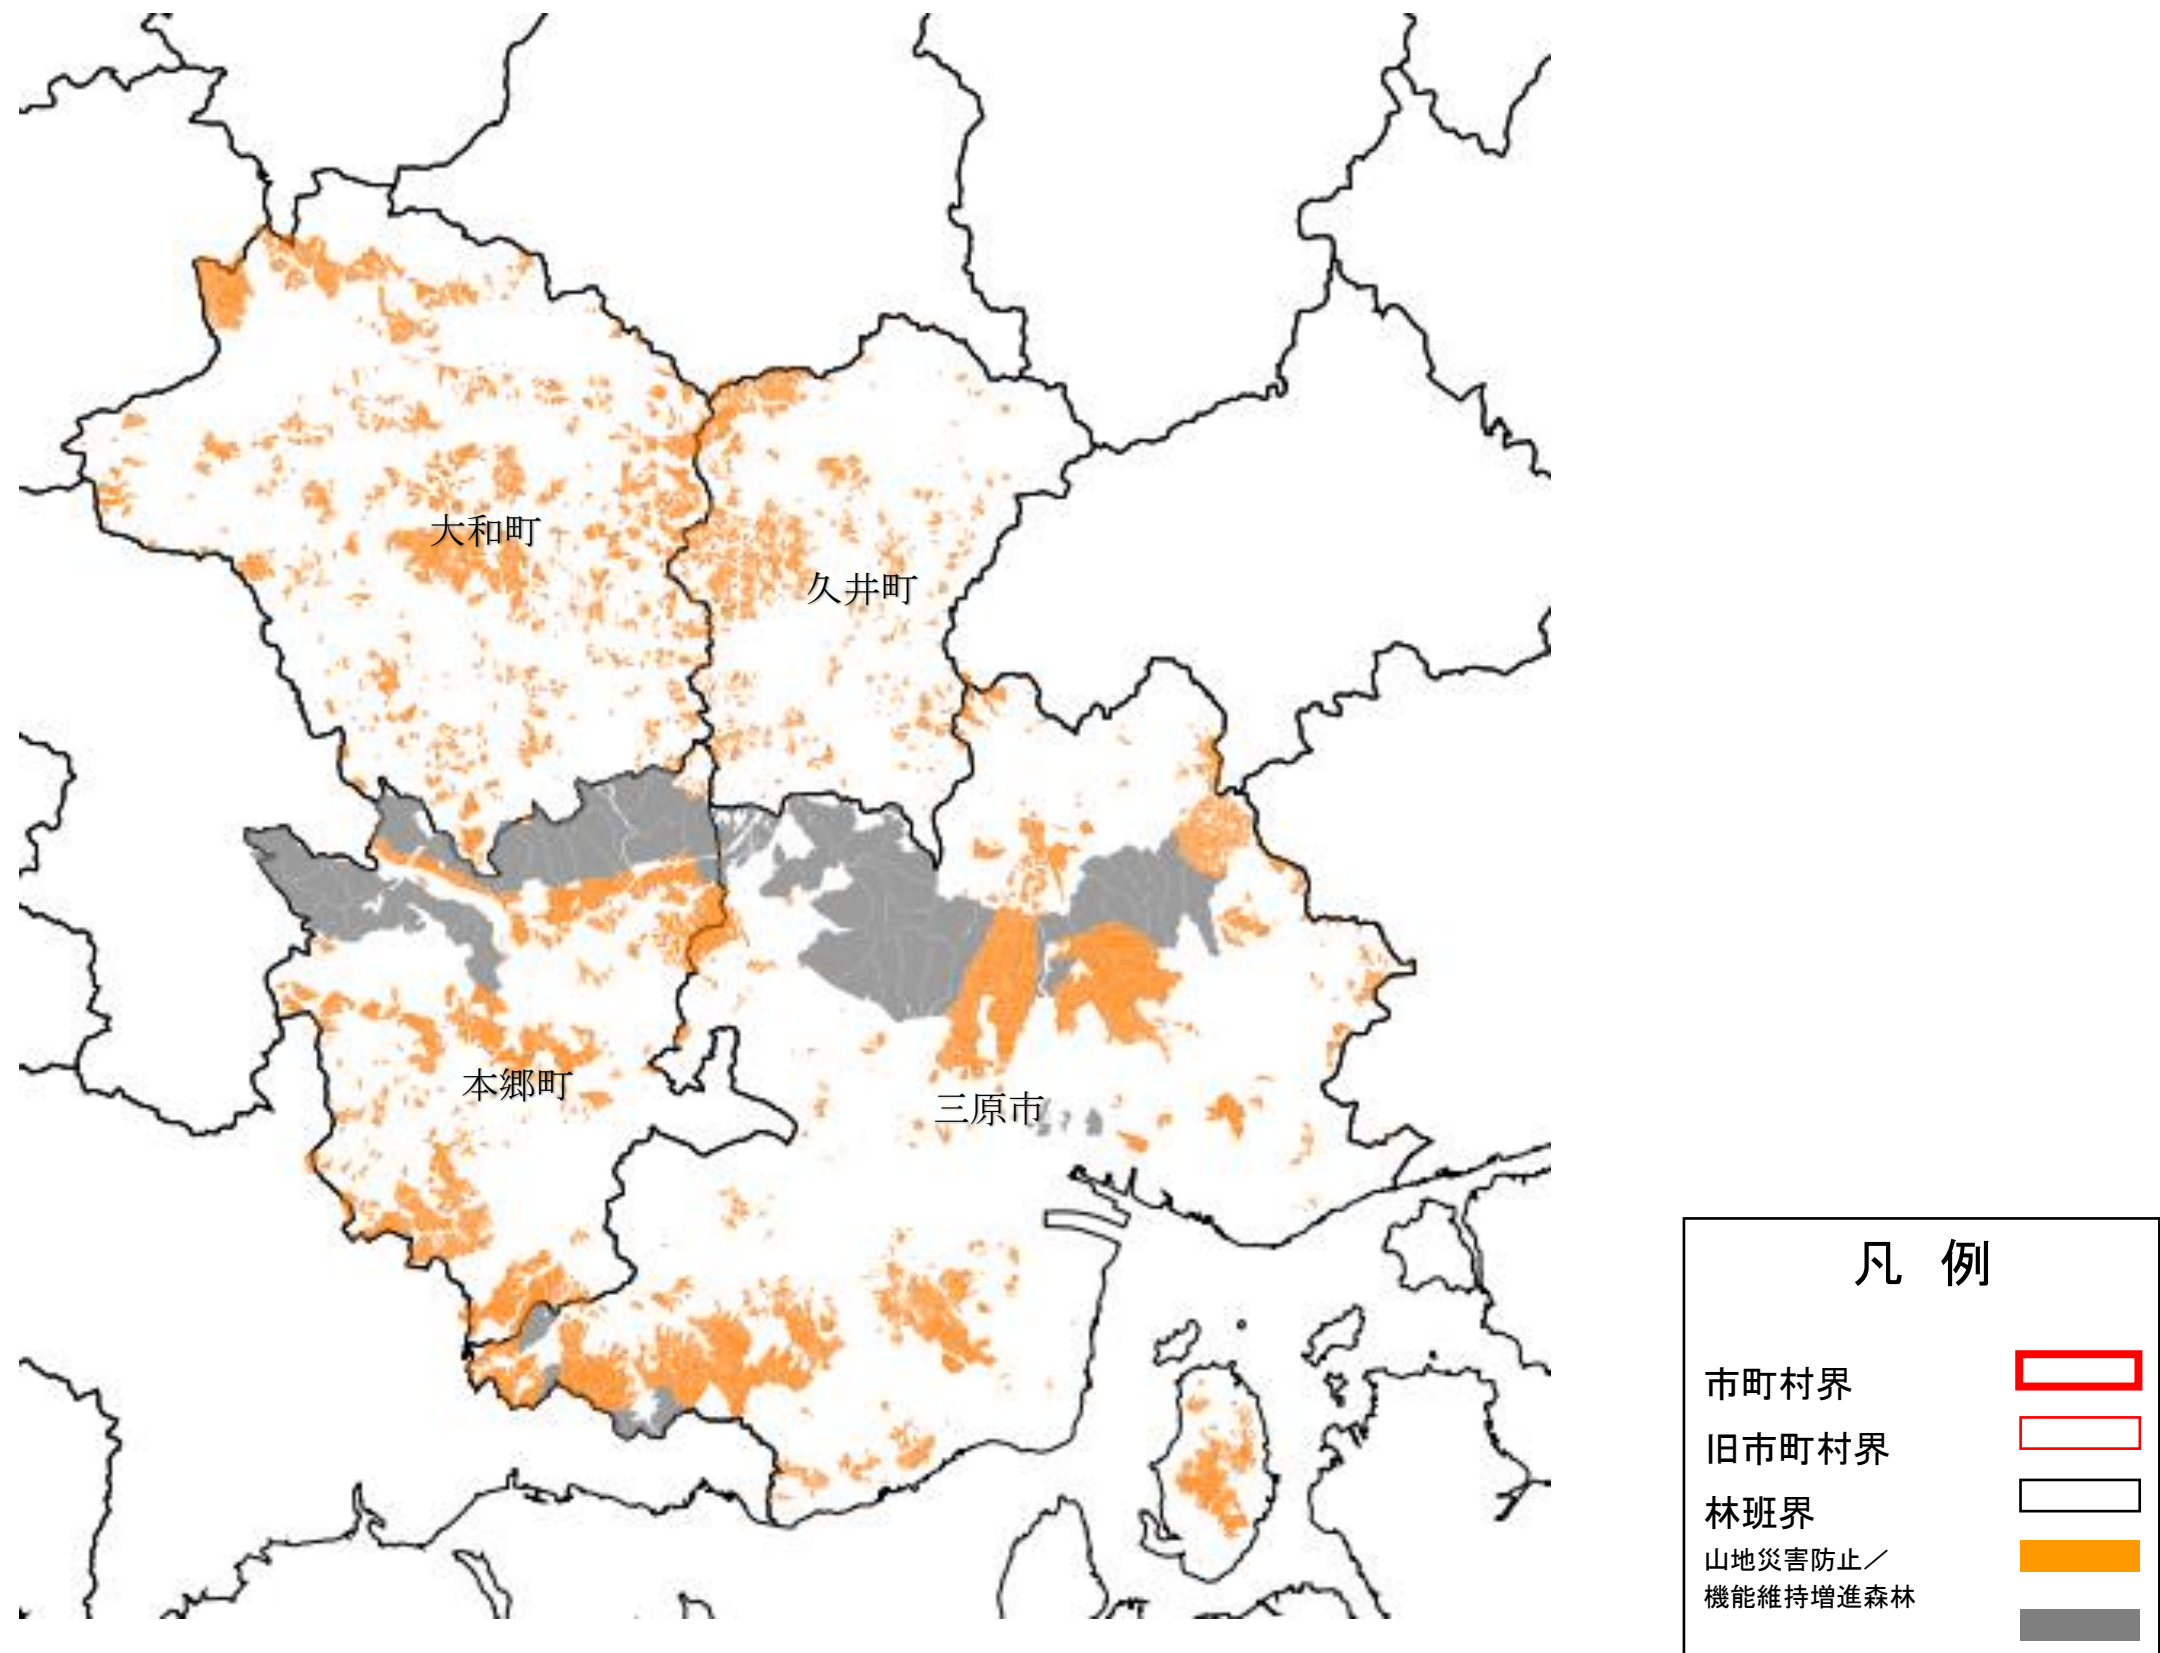 大和町
久井町
本郷町
三原市
凡 例
市町村界
旧市町村界
林班界
山地災害防止／
機能維持増進森林